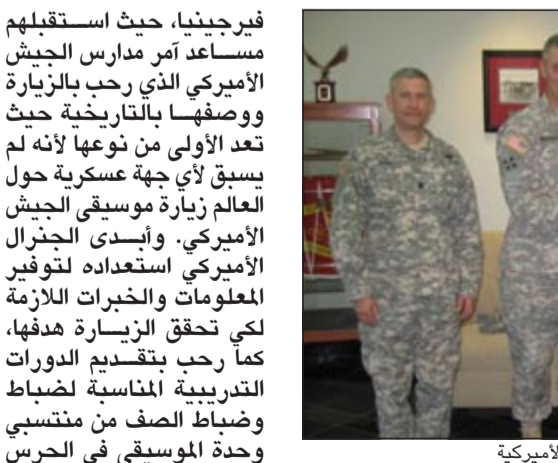 فيرجينيا، حيث استقبلهم
مساعد آمر مدارس الجيش
الأميركي الذي رحب بالزيارة
ووصفها بالتاريخية حيث
تعد الأولى من نوعها لأنه لم
يسبق لأي جهة عسكرية حول
العالم زيارة موسيقى الجيش
الأميركي. وأبدى الجنرال
الأميركي استعداده لتوفير
المعلومات والخبرات اللازمة
لكي تحقق الزيارة هدفها،
كما رحب بتقديم الدورات
التدريبية المناسبة لضباط
وضباط الصف من منتسبي
وحدة الموسيقى في الحرس
لأميركية